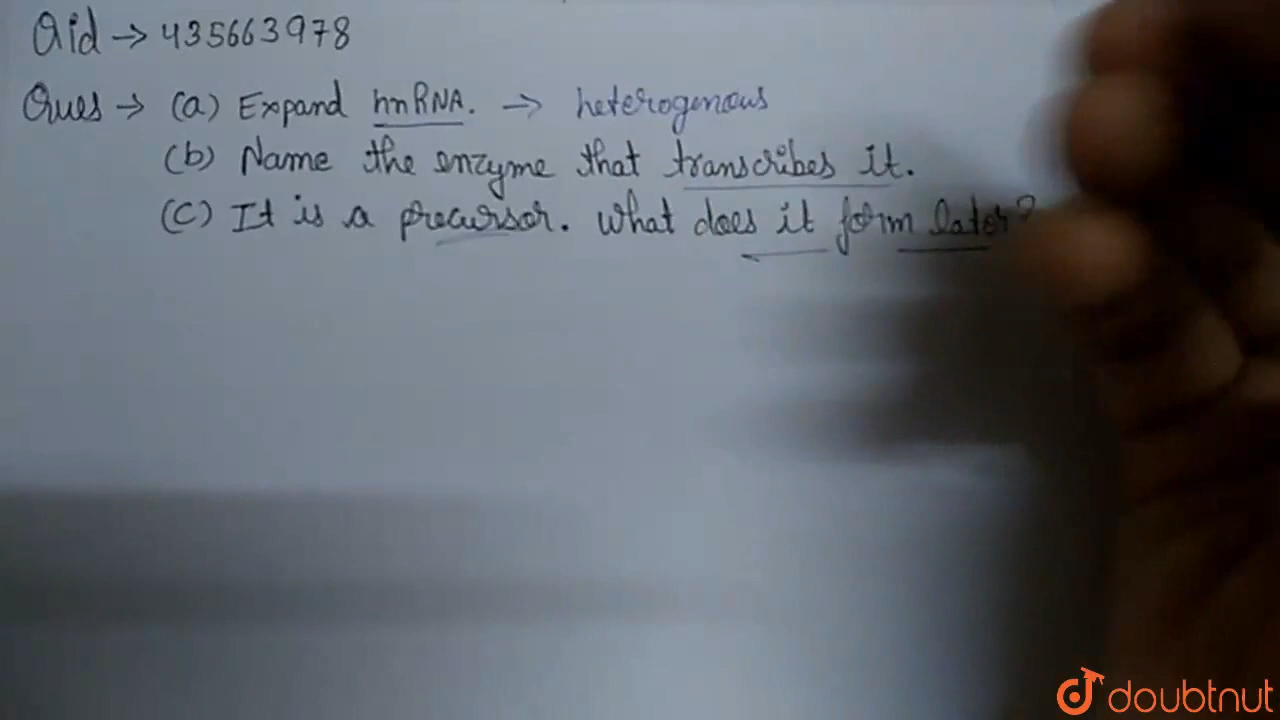 Qid → 435663978
Ques → (a) Expand hnRNA. → heterogenous
(b) Name the enzyme that transcribes it.
(C) It is a precursor. What does it form later?
doubtnut